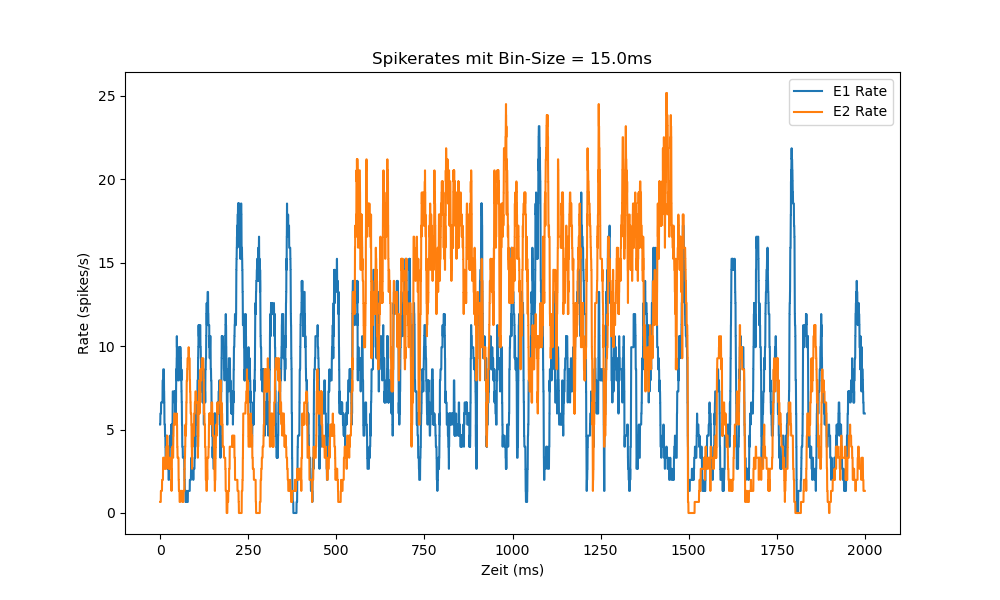 Spikerates mit Bin-Size = 15.0ms
E1 Rate
E2 Rate
Rate (spikes/s)
25
20
15
10
5
0
0 250 500 750 1000 1250 1500 1750 2000
Zeit (ms)